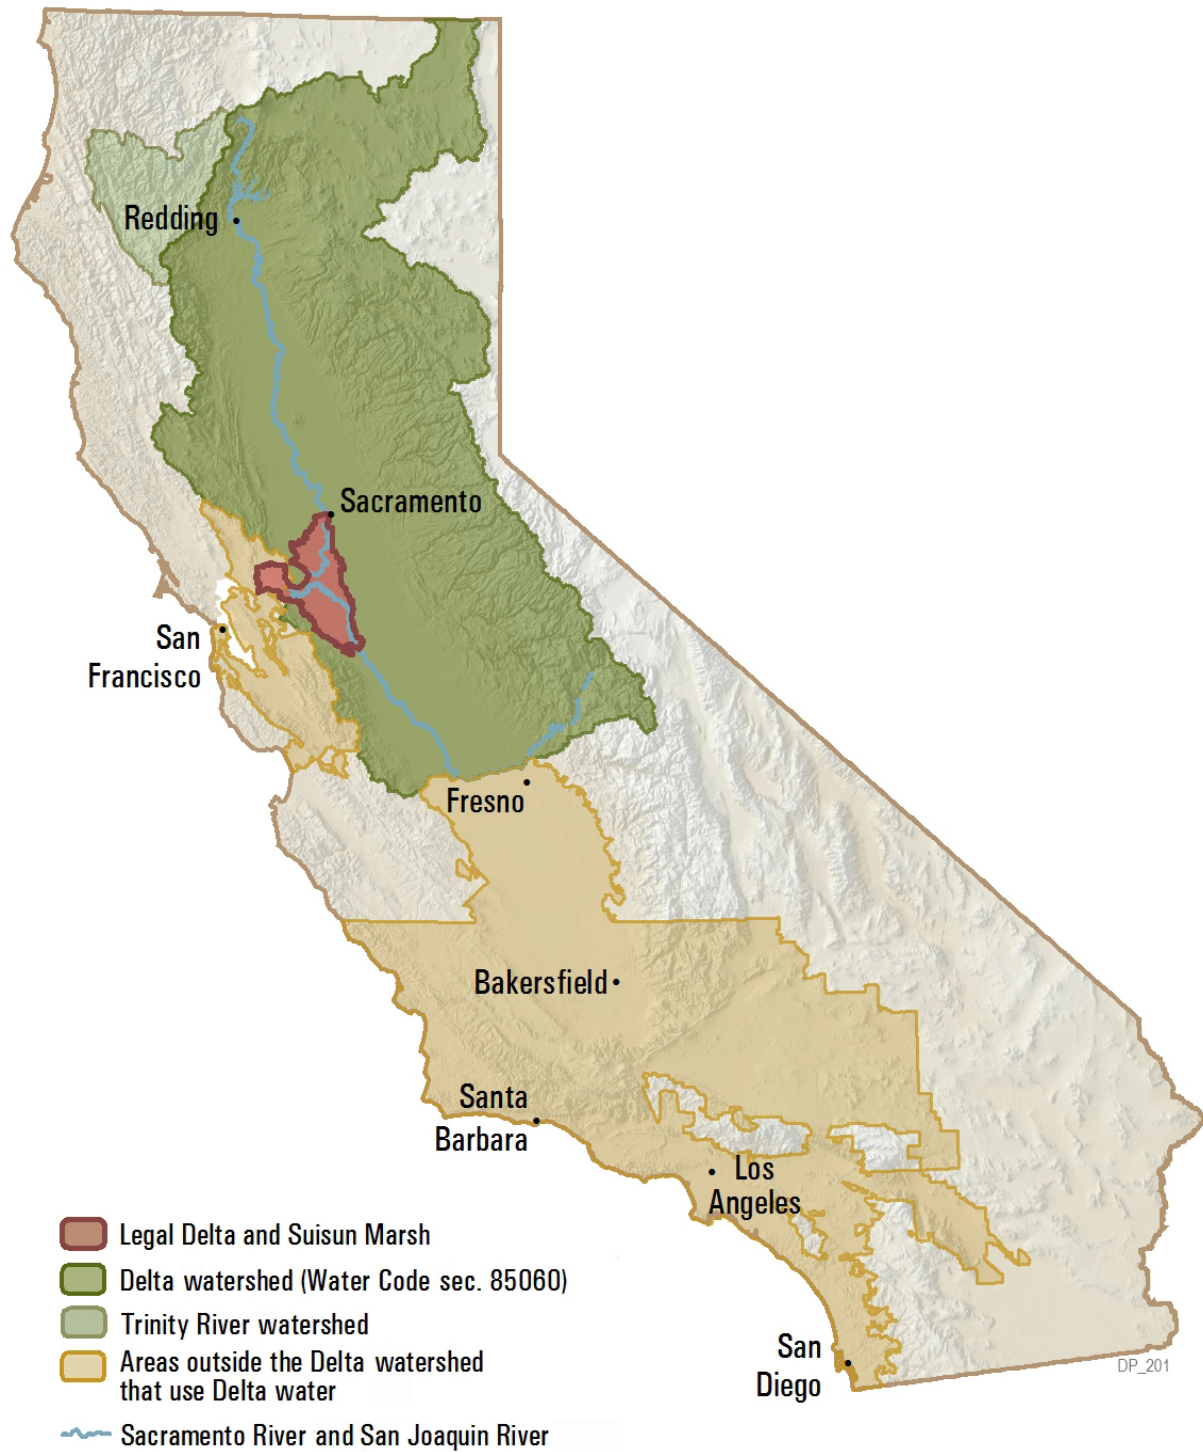 Redding
Sacramento
San
Francisco
Fresno
Bakersfield
Santa
Barbara
Los
Angeles
San
Diego
DP_201
Legal Delta and Suisun Marsh
Delta watershed (Water Code sec. 85060)
Trinity River watershed
Areas outside the Delta watershed
that use Delta water
Sacramento River and San Joaquin River